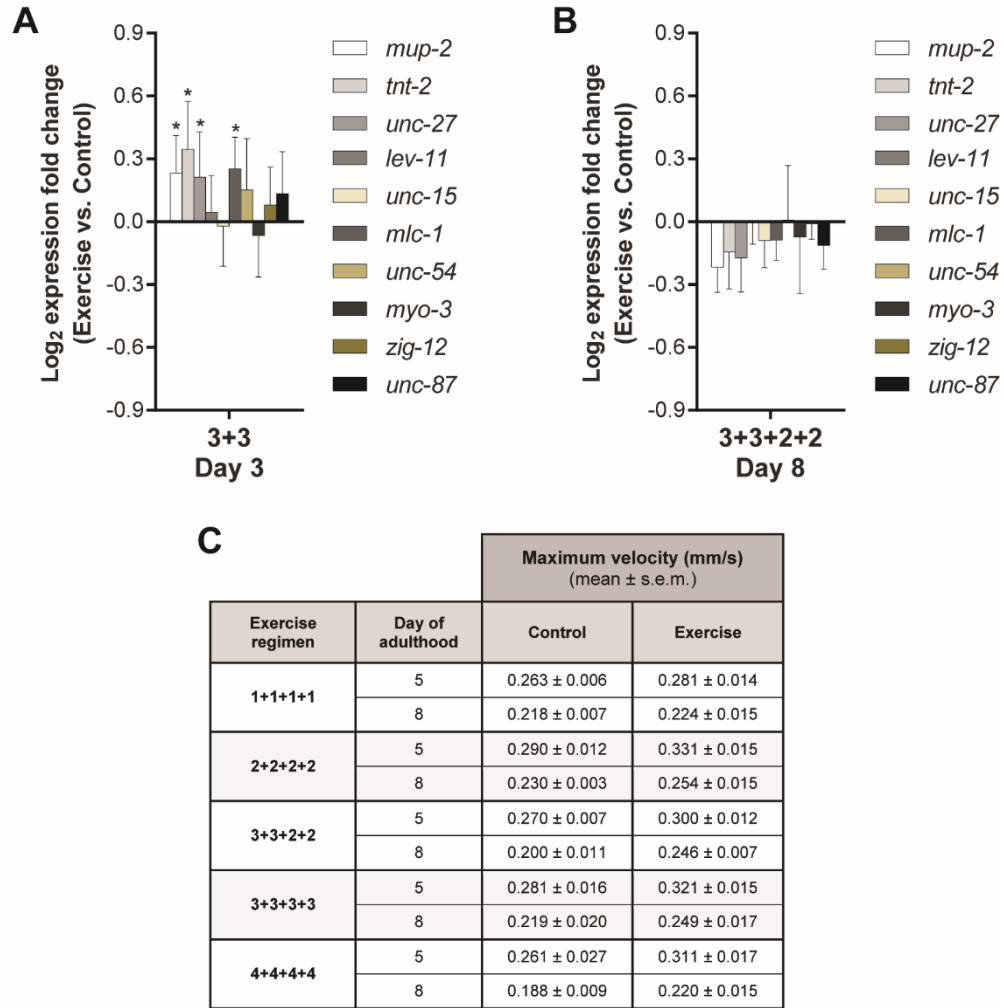 A
0.9
0.6
0.3
0.0
-0.3
-0.6
-0.9
Log2 expression fold change
(Exercise vs. Control)
* * * *
3+3
Day 3
mup-2
tnt-2
unc-27
lev-11
unc-15
mlc-1
unc-54
myo-3
zig-12
unc-87
B
0.9
0.6
0.3
0.0
-0.3
-0.6
-0.9
Log2 expression fold change
(Exercise vs. Control)
3+3+2+2
Day 8
mup-2
tnt-2
unc-27
lev-11
unc-15
mlc-1
unc-54
myo-3
zig-12
unc-87
C
Maximum velocity (mm/s)
(mean ± s.e.m.)
Exercise regimen Day of adulthood Control Exercise
1+1+1+1 5 0.263 ± 0.006 0.281 ± 0.014
8 0.218 ± 0.007 0.224 ± 0.015
2+2+2+2 5 0.290 ± 0.012 0.331 ± 0.015
8 0.230 ± 0.003 0.254 ± 0.015
3+3+2+2 5 0.270 ± 0.007 0.300 ± 0.012
8 0.200 ± 0.011 0.246 ± 0.007
3+3+3+3 5 0.281 ± 0.016 0.321 ± 0.015
8 0.219 ± 0.020 0.249 ± 0.017
4+4+4+4 5 0.261 ± 0.027 0.311 ± 0.017
8 0.188 ± 0.009 0.220 ± 0.015